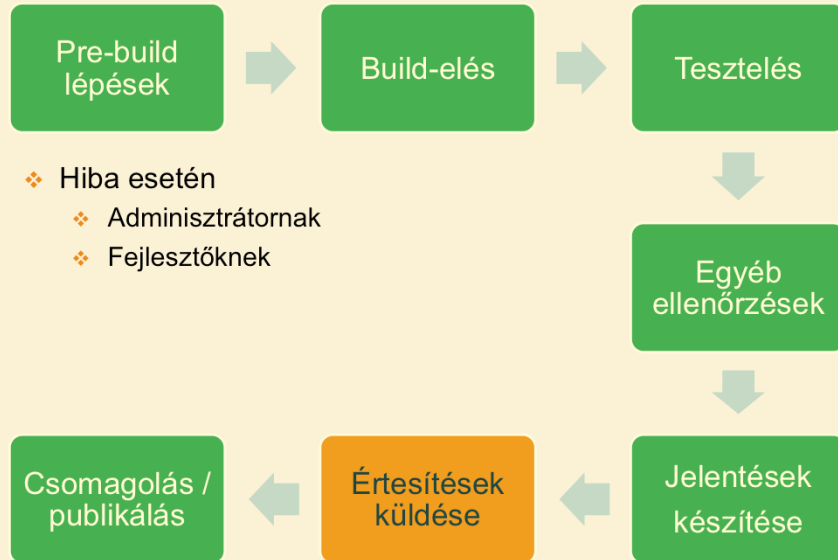 Pre-build
lépések
Build-elés
Tesztelés
Hiba esetén
Adminisztrátornak
Fejlesztőknek
Egyéb
ellenőrzések
Jelentések
készítése
Értesítések
küldése
Csomagolás /
publikálás